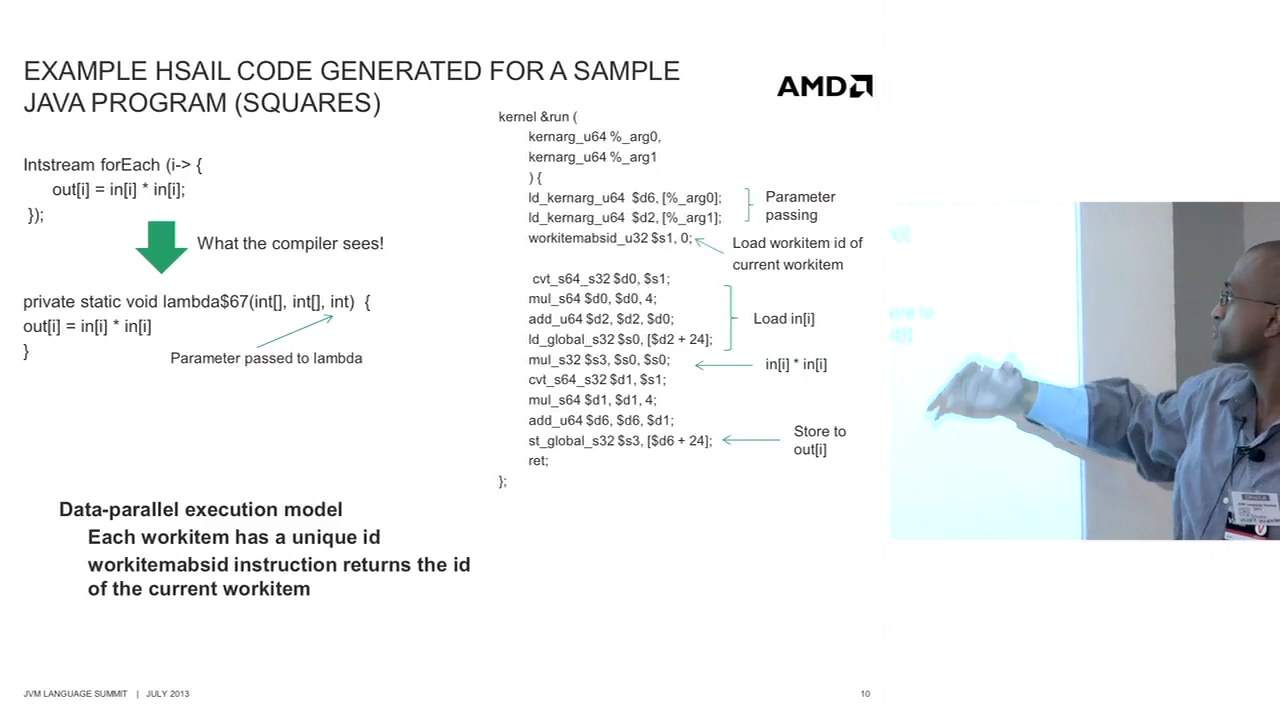 EXAMPLE HSAIL CODE GENERATED FOR A SAMPLE
JAVA PROGRAM (SQUARES)
AMD
Intstream forEach (i-> {
out[i] = in[i] * in[i];
});
What the compiler sees!
private static void lambda$67(int[], int[], int) {
out[i] = in[i] * in[i]
}
Parameter passed to lambda
kernel &run (
kernarg_u64 %_arg0,
kernarg_u64 %_arg1
) {
ld_kernarg_u64 $d6, [%_arg0];
ld_kernarg_u64 $d2, [%_arg1];
workitemabsid_u32 $s1, 0;
cvt_s64_s32 $d0, $s1;
mul_s64 $d0, $d0, 4;
add_u64 $d2, $d2, $d0;
ld_global_s32 $s0, [$d2 + 24];
mul_s32 $s3, $s0, $s0;
cvt_s64_s32 $d1, $s1;
mul_s64 $d1, $d1, 4;
add_u64 $d6, $d6, $d1;
st_global_s32 $s3, [$d6 + 24];
ret;
};
Parameter
passing
Load workitem id of
current workitem
Load in[i]
in[i] * in[i]
Store to
out[i]
Data-parallel execution model
Each workitem has a unique id
workitemabsid instruction returns the id
of the current workitem
JVM LANGUAGE SUMMIT | JULY 2013
10